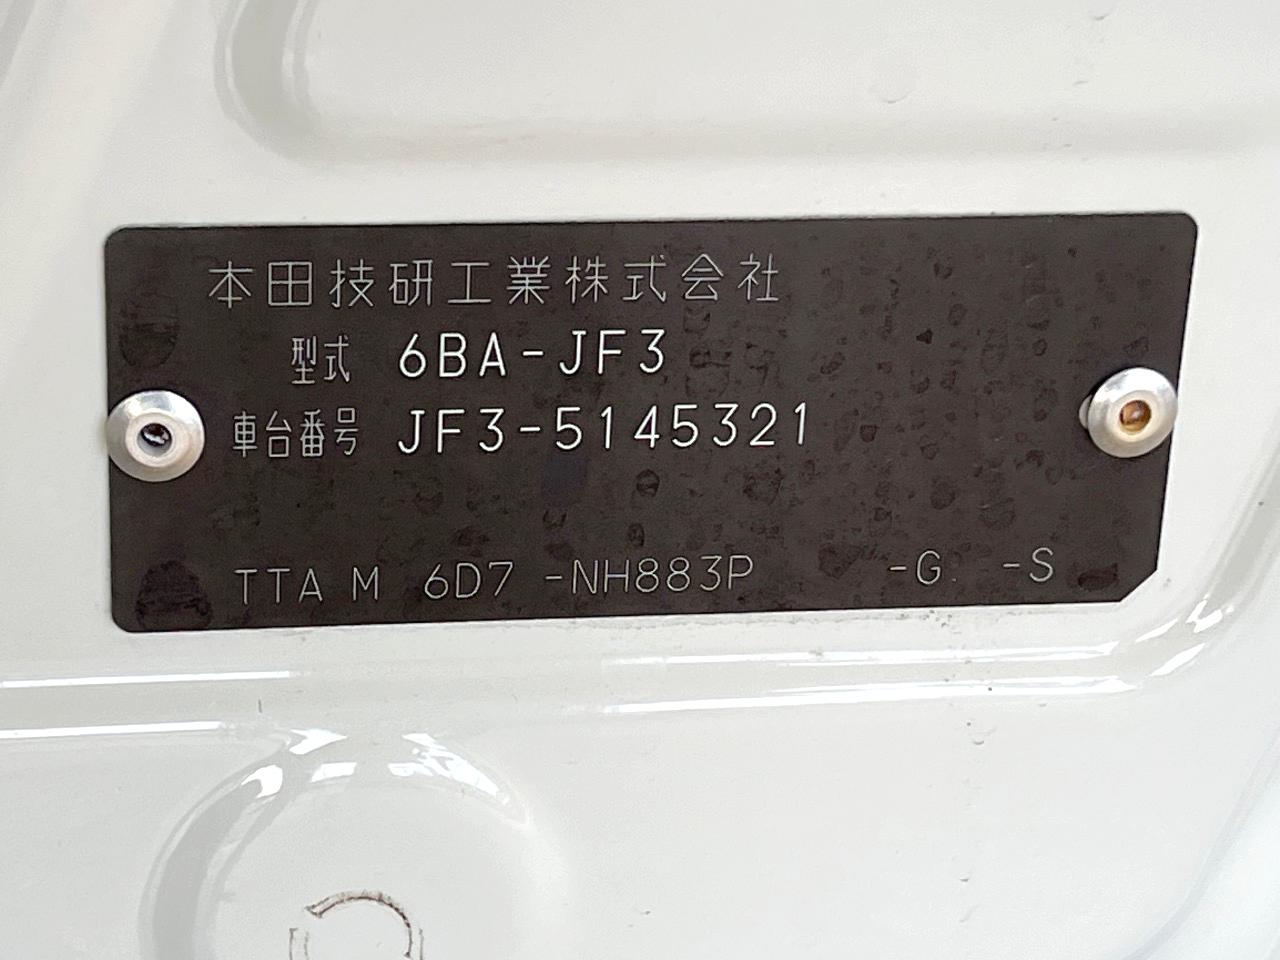 本田技研工業株式会社
型式 6BA-JF3
車台番号 JF3-5145321
TTA M 6D7 -NH883P -G -S